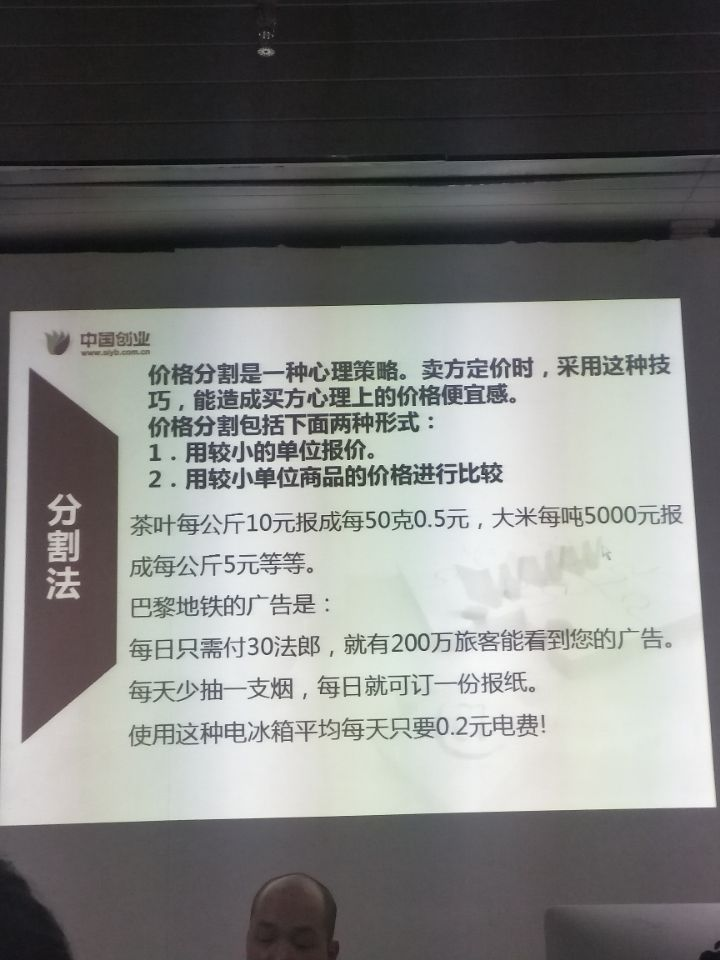 中国创业
www.siyb.com.cn
价格分割是一种心理策略。卖方定价时，采用这种技
巧，能造成买方心理上的价格便宜感。
价格分割包括下面两种形式：
1．用较小的单位报价。
2．用较小单位商品的价格进行比较
分割法
茶叶每公斤10元报成每50克0.5元，大米每吨5000元报
成每公斤5元等等。
巴黎地铁的广告是：
每日只需付30法郎，就有200万旅客能看到您的广告。
每天少抽一支烟，每日就可订一份报纸。
使用这种电冰箱平均每天只要0.2元电费!